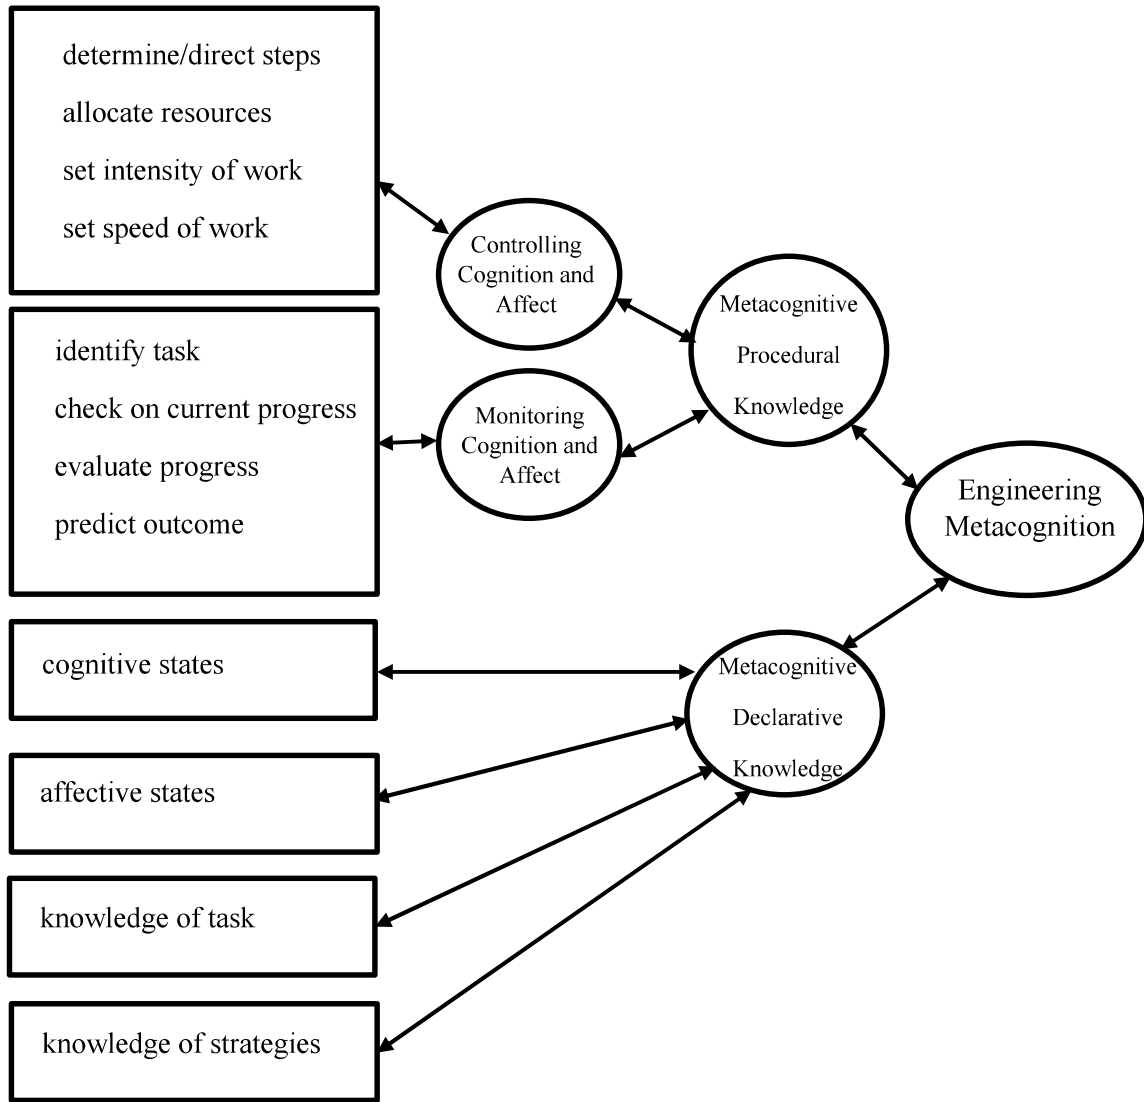 determine/direct steps
allocate resources
set intensity of work
set speed of work
Controlling
Cognition and
Affect
Metacognitive
Procedural
Knowledge
identify task
check on current progress
evaluate progress
predict outcome
Monitoring
Cognition and
Affect
Engineering
Metacognition
cognitive states
affective states
knowledge of task
knowledge of strategies
Metacognitive
Declarative
Knowledge